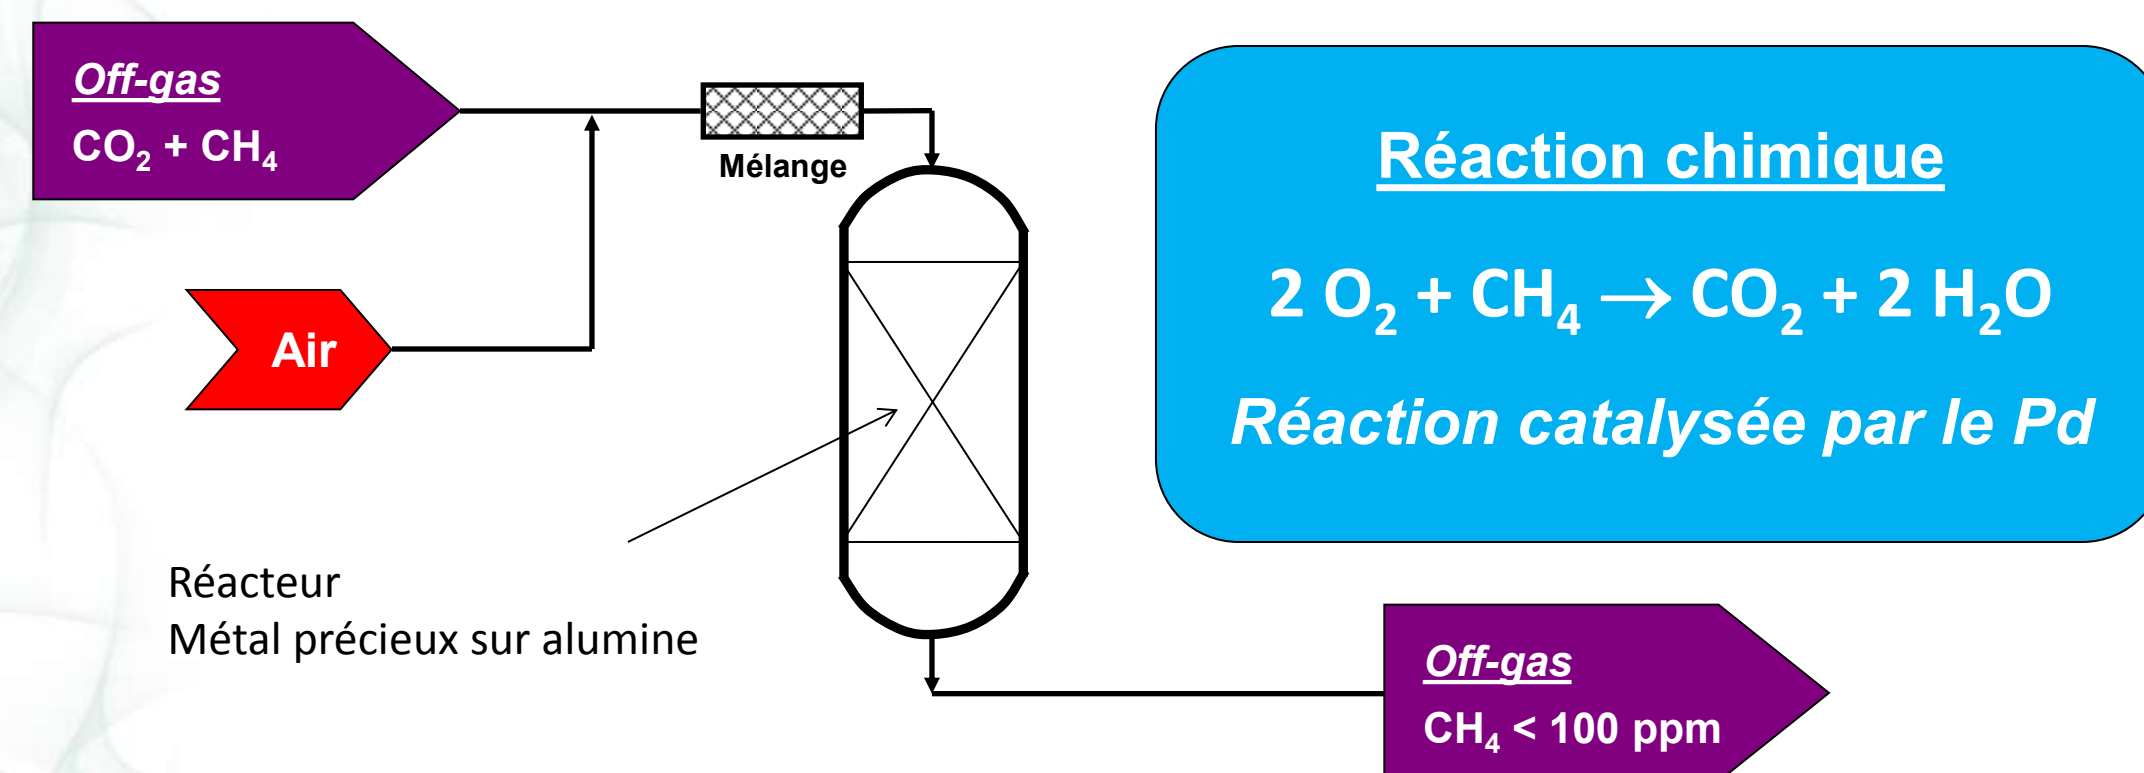 Off-gas
CO₂ + CH₄
Mélange
Air
Réacteur
Métal précieux sur alumine
Réaction chimique
2 O₂ + CH₄ → CO₂ + 2 H₂O
Réaction catalysée par le Pd
Off-gas
CH₄ < 100 ppm